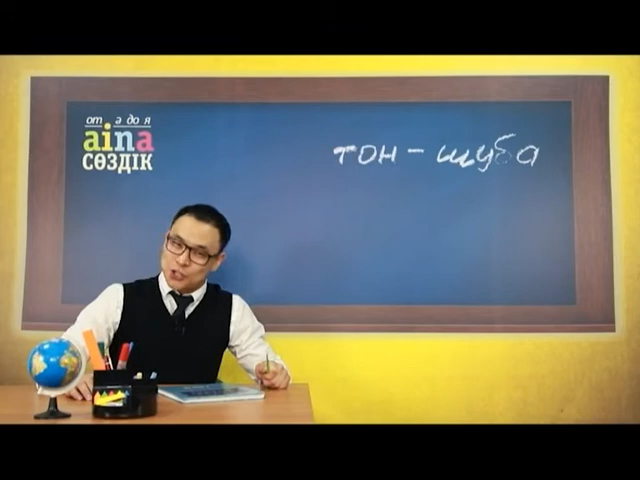 от ә до я
aina
сөздік
тон - шуба